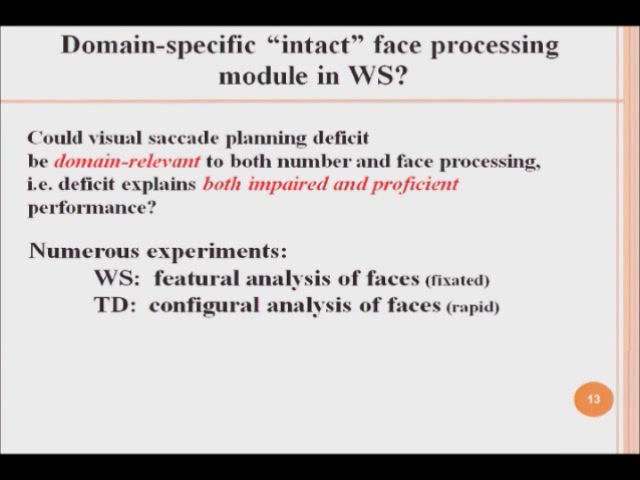 Domain-specific “intact” face processing
module in WS?
Could visual saccade planning deficit
be domain-relevant to both number and face processing,
i.e. deficit explains both impaired and proficient
performance?
Numerous experiments:
WS: featural analysis of faces (fixated)
TD: configural analysis of faces (rapid)
13